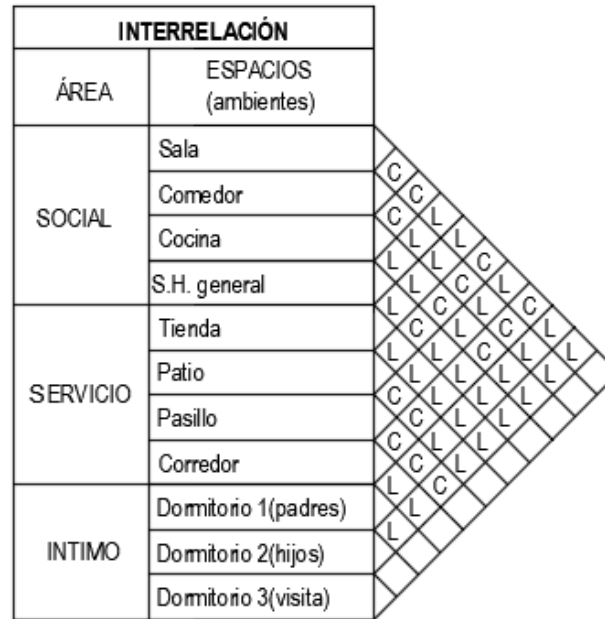 INTERRELACIÓN
ÁREA
ESPACIOS
(ambientes)
SOCIAL
Sala
Comedor
Cocina
S.H. general
SERVICIO
Tienda
Patio
Pasillo
Corredor
INTIMO
Dormitorio 1(padres)
Dormitorio 2(hijos)
Dormitorio 3(visita)
C
C
C L
L L
L L C
L C L
L C L C
C L C L
L L C L L
L L L L
C L L L
C L L
C L L
C L
L C
L
L